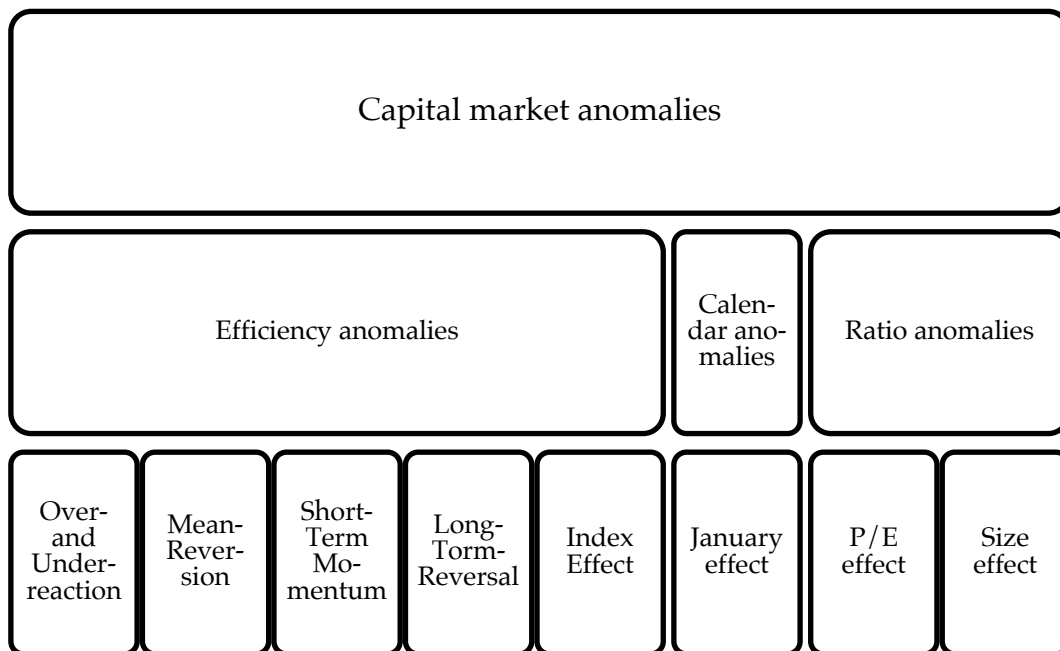 Capital market anomalies
Efficiency anomalies
Calen-
dar ano-
malies
Ratio anomalies
Over-
and
Under-
reaction
Mean-
Rever-
sion
Short-
Term
Mo-
mentum
Long-
Torm-
Reversal
Index
Effect
January
effect
P/E
effect
Size
effect